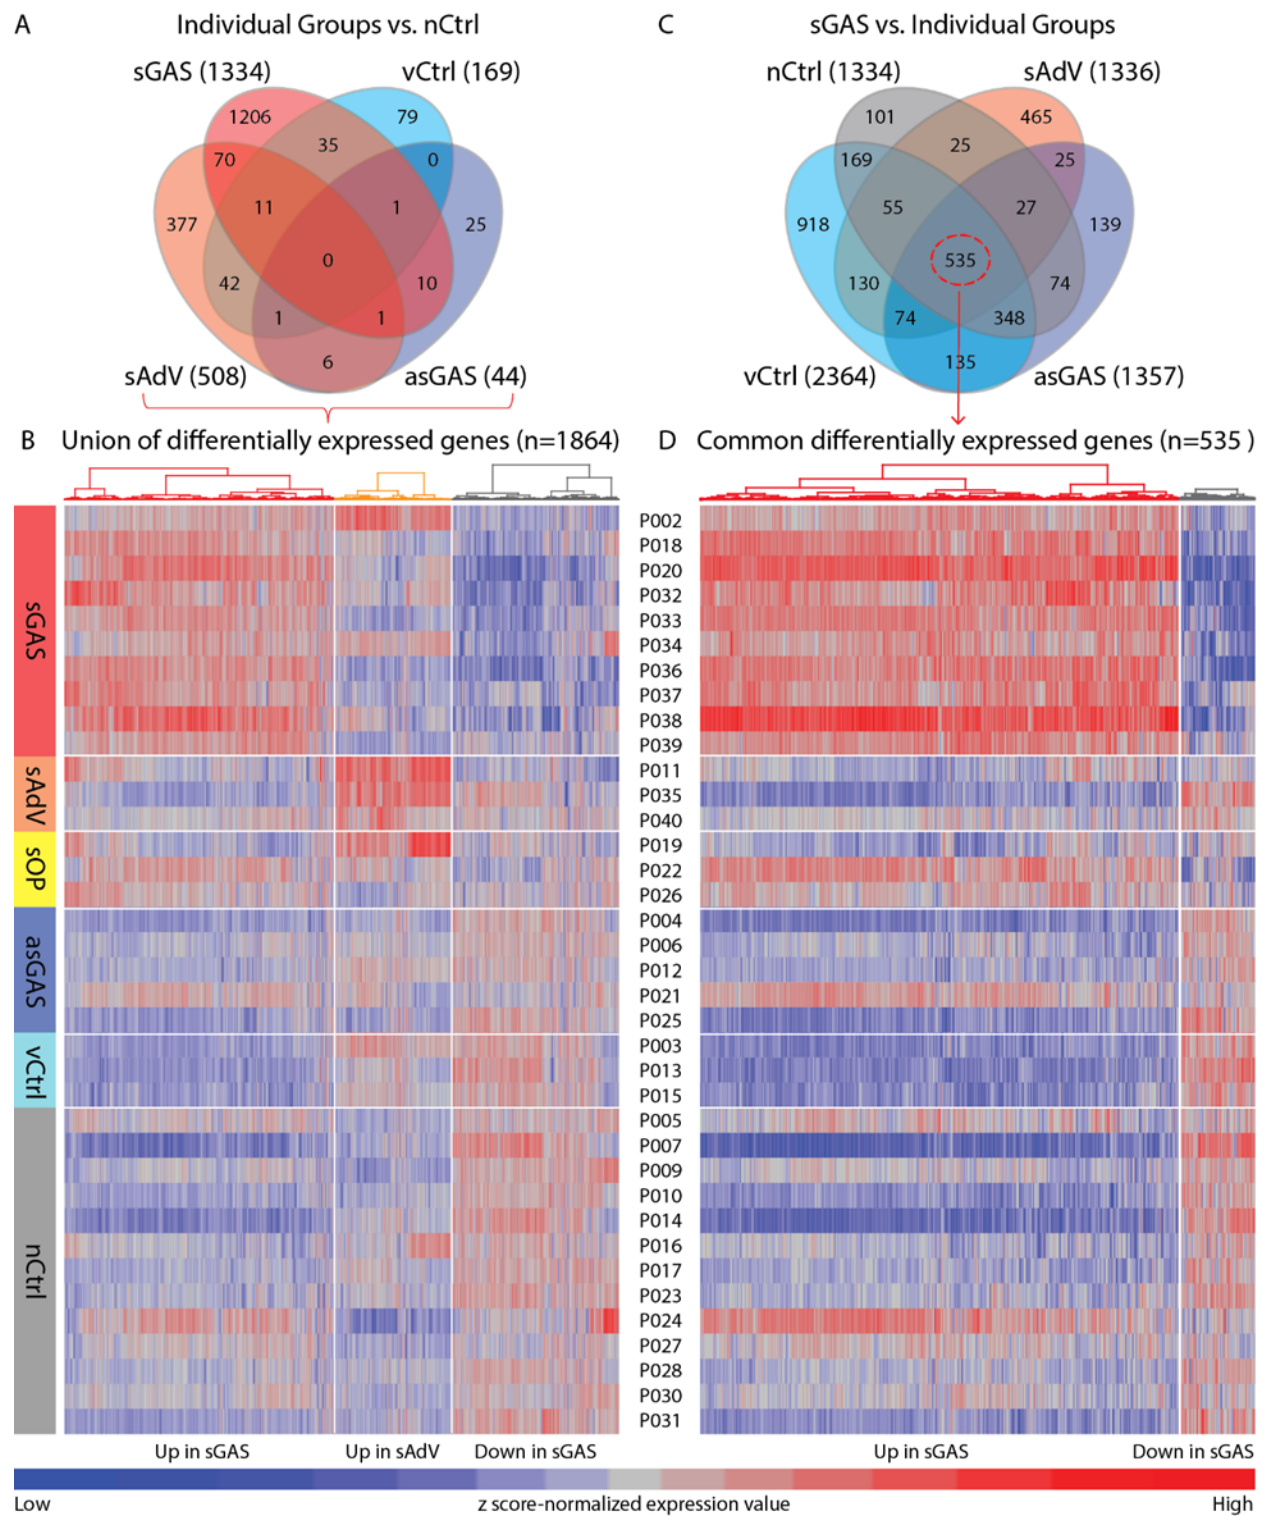 A Individual Groups vs. nCtrl
sGAS (1334) vCtrl (169)
1206 79
35
70 0
11 1
377 25
0
42 10
1 1
6
sAdV (508) asGAS (44)
C sGAS vs. Individual Groups
nCtrl (1334) sAdV (1336)
101 465
25
169 25
55 27
918 139
535
130 74
74 348
135
vCtrl (2364) asGAS (1357)
B Union of differentially expressed genes (n=1864)
D Common differentially expressed genes (n=535 )
sGAS
sAdV
sOP
asGAS
vCtrl
nCtrl
P002
P018
P020
P032
P033
P034
P036
P037
P038
P039
P011
P035
P040
P019
P022
P026
P004
P006
P012
P021
P025
P003
P013
P015
P005
P007
P009
P010
P014
P016
P017
P023
P024
P027
P028
P030
P031
Up in sGAS Up in sAdV Down in sGAS
Up in sGAS Down in sGAS
Low z score-normalized expression value High